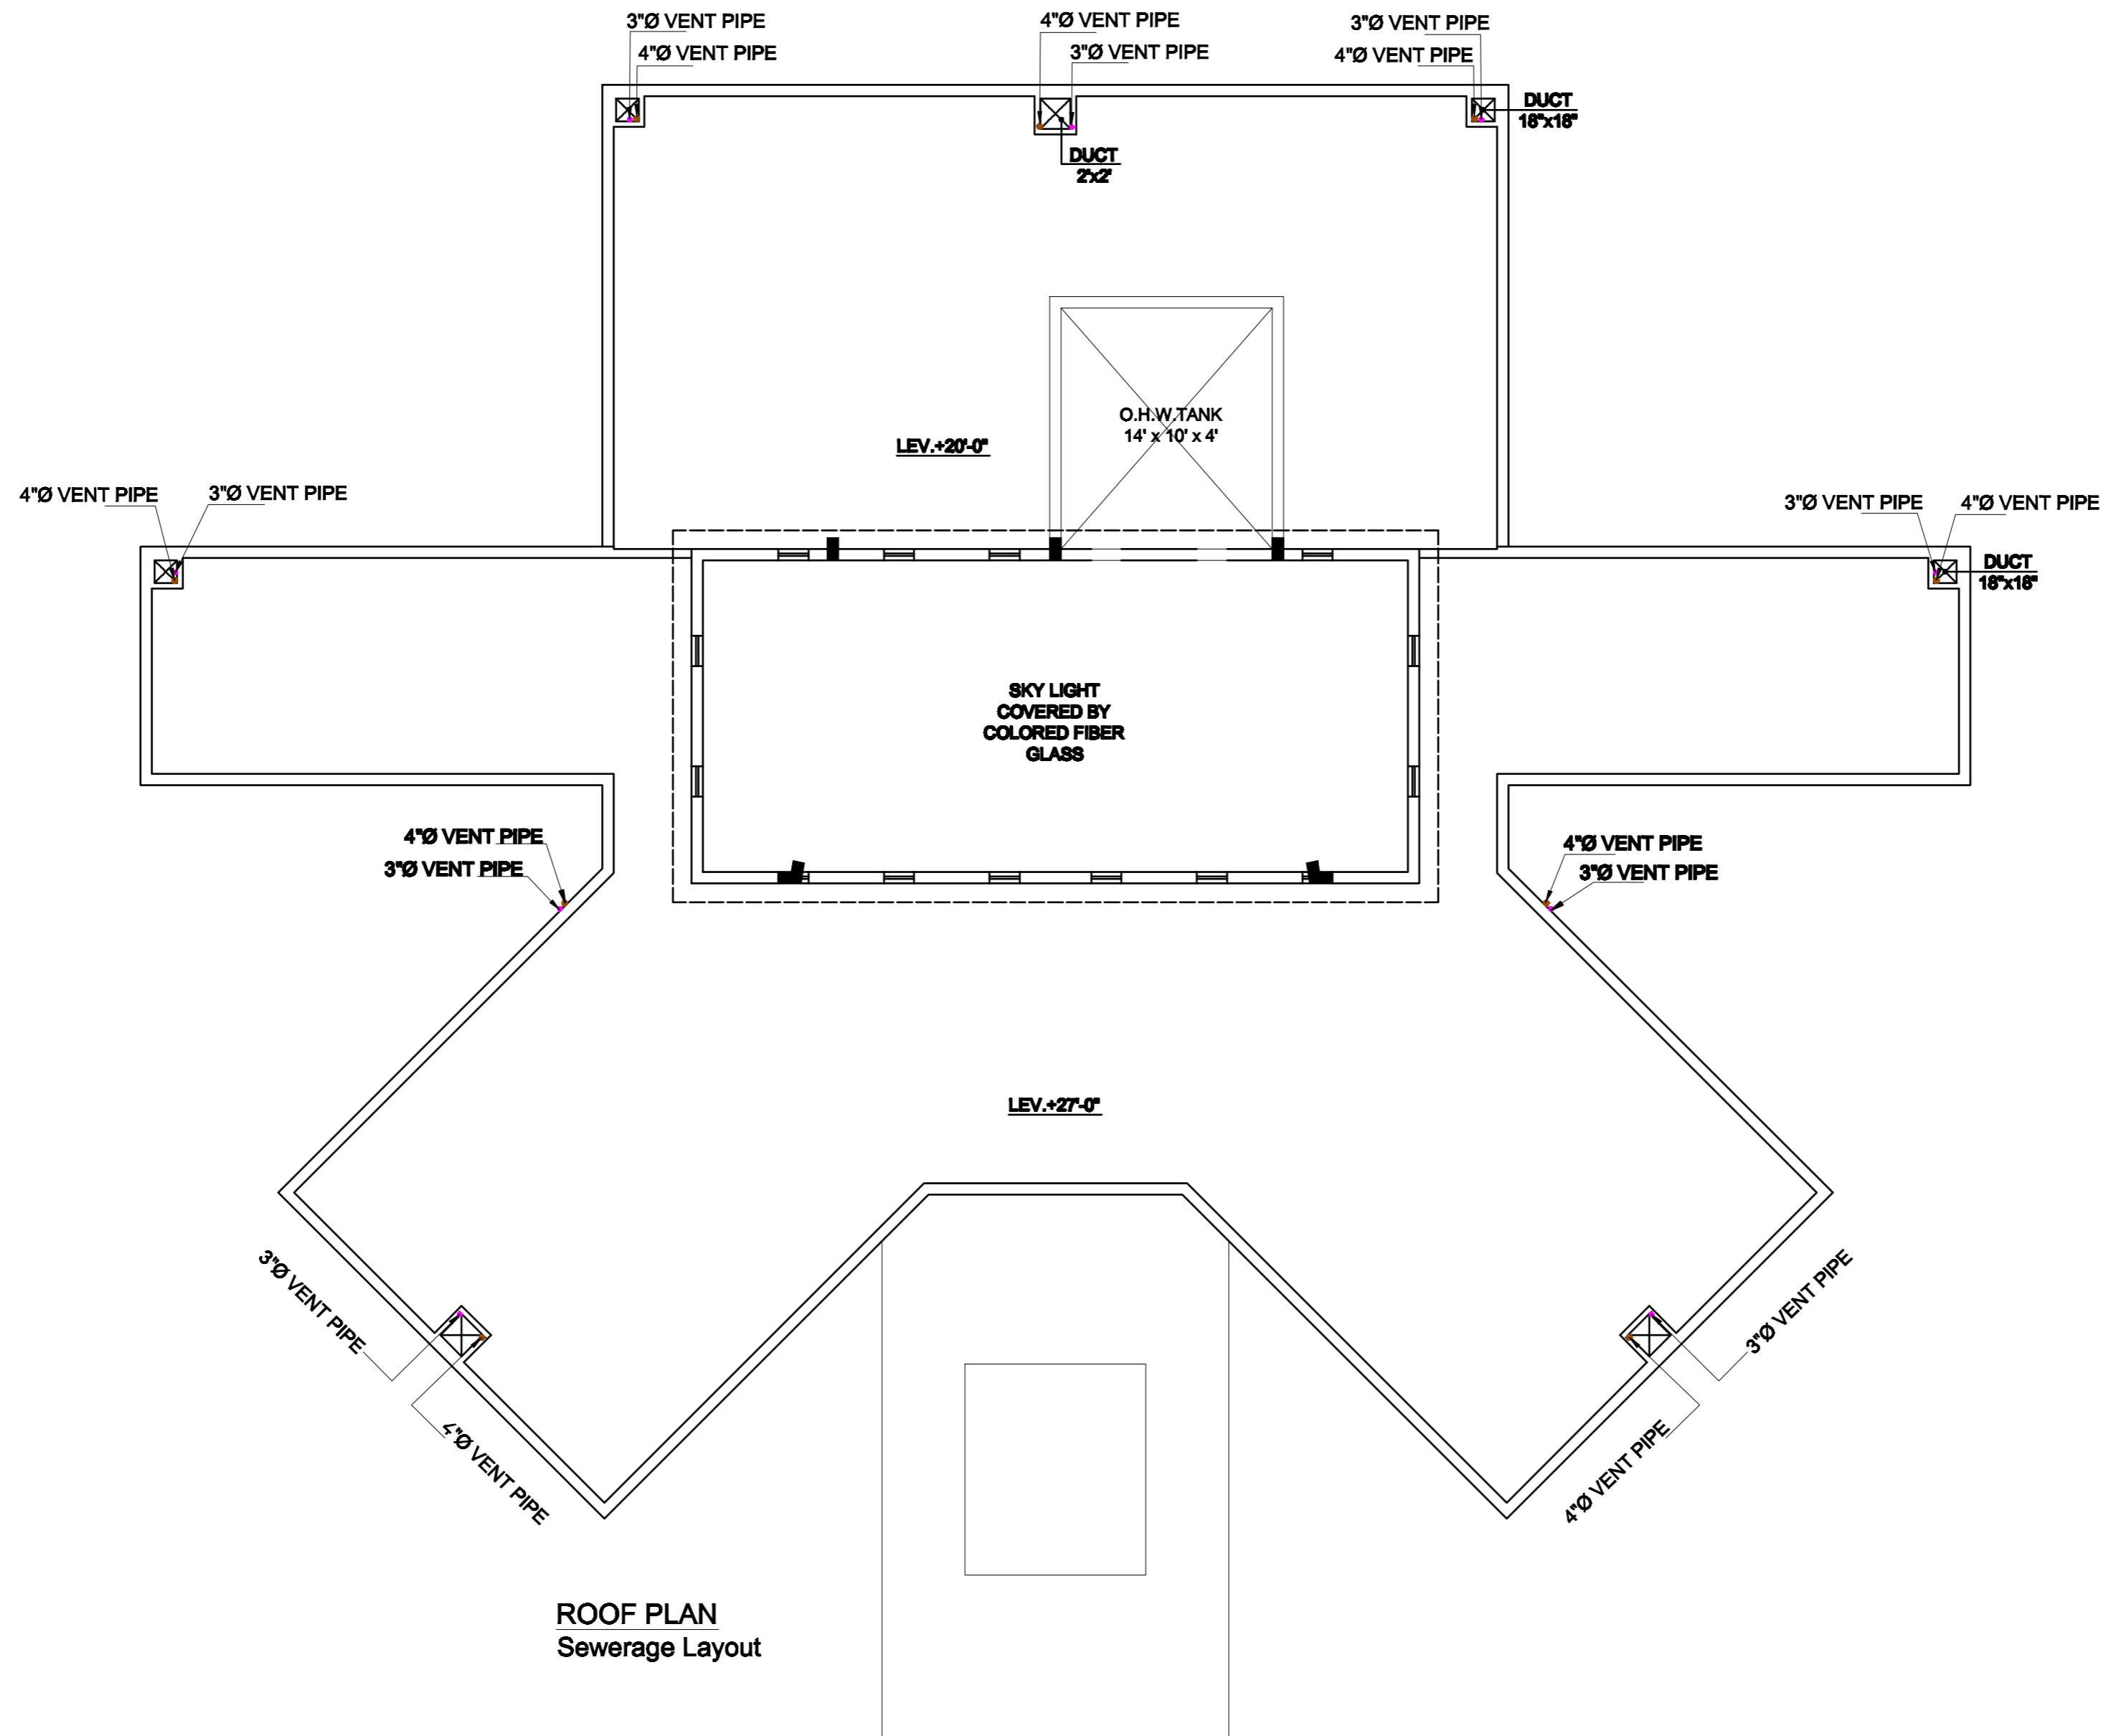 3"Ø VENT PIPE
4"Ø VENT PIPE
4"Ø VENT PIPE
3"Ø VENT PIPE
3"Ø VENT PIPE
4"Ø VENT PIPE
DUCT
18"x18"
DUCT
2'x2'
O.H.W.TANK
14' x 10' x 4'
LEV.+20'-0"
4"Ø VENT PIPE
3"Ø VENT PIPE
3"Ø VENT PIPE
4"Ø VENT PIPE
DUCT
18"x18"
SKY LIGHT
COVERED BY
COLORED FIBER
GLASS
4"Ø VENT PIPE
3"Ø VENT PIPE
4"Ø VENT PIPE
3"Ø VENT PIPE
LEV.+27'-0"
3"Ø VENT PIPE
4"Ø VENT PIPE
3"Ø VENT PIPE
4"Ø VENT PIPE
ROOF PLAN
Sewerage Layout